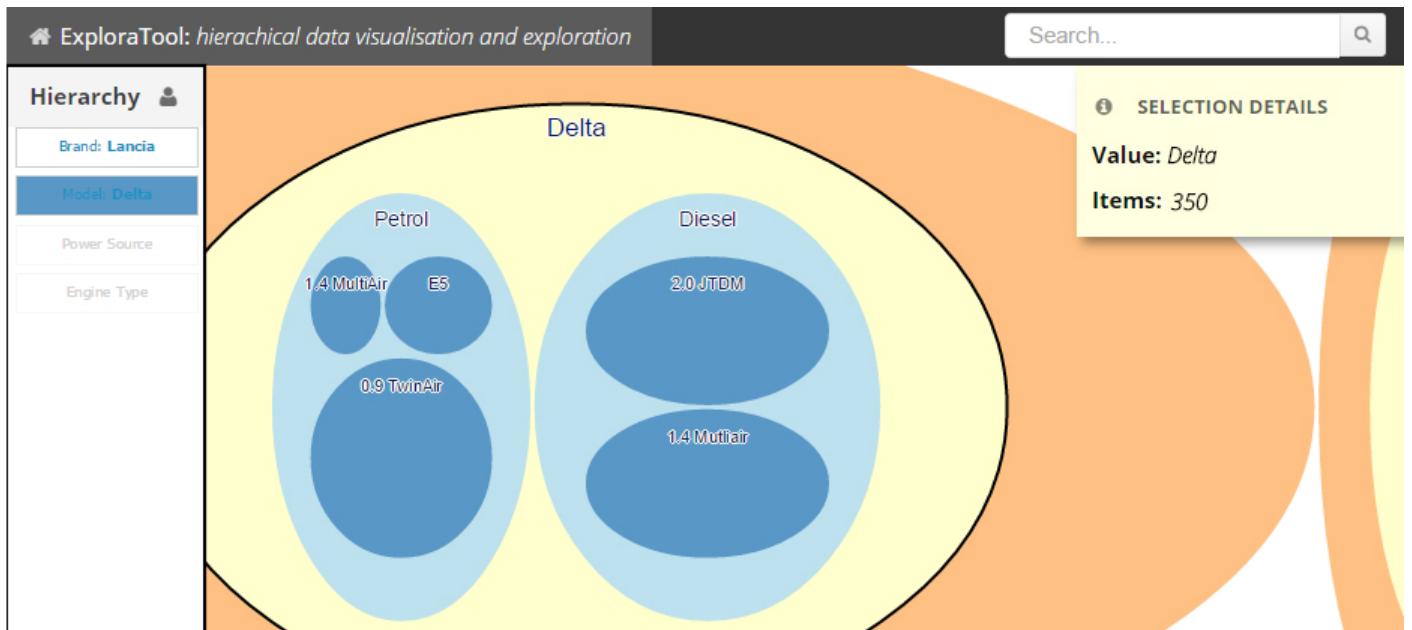 ExploraTool: hierachical data visualisation and exploration
Search...
Hierarchy
Brand: Lancia
Model: Delta
Power Source
Engine Type
Delta
Petrol
Diesel
1.4 MultiAir
E5
2.0 JTDM
0.9 TwinAir
1.4 Mutliair
SELECTION DETAILS
Value: Delta
Items: 350